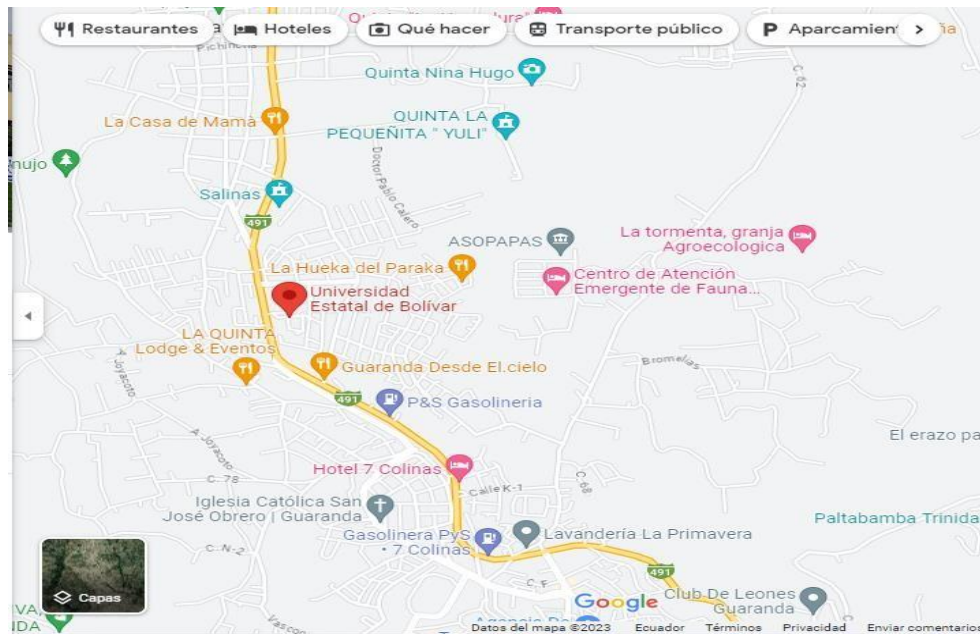 Restaurantes
Hoteles
Qué hacer
Transporte público
Pichincha
Quinta Nina Hugo
C. 62
La Casa de Mamá
QUINTA LA
PEQUEÑITA " YULI"
Doctor Pablo Calero
Salinas
491
ASOPAPAS
La tormenta, granja
Agroecologica
La Hueka del Paraka
Centro de Atención
Emergente de Fauna...
Universidad
Estatal de Bolívar
LA QUINTA
Lodge & Eventos
A Joyacoto
Guaranda Desde El.cielo
Bromelias
491
P&S Gasolineria
A Joyacoto
El erazo
Hotel 7 Colinas
C. 78
Calle K-1
C. 68
Iglesia Católica San
José Obrero | Guaranda
Gasolinera PyS
• 7 Colinas
Lavandería La Primavera
Paltabamba
C. N-2
491
C. F
Capas
Google
Club De Leones
Guaranda
Datos del mapa ©2023 Ecuador Términos Privacidad Enviar comentarios